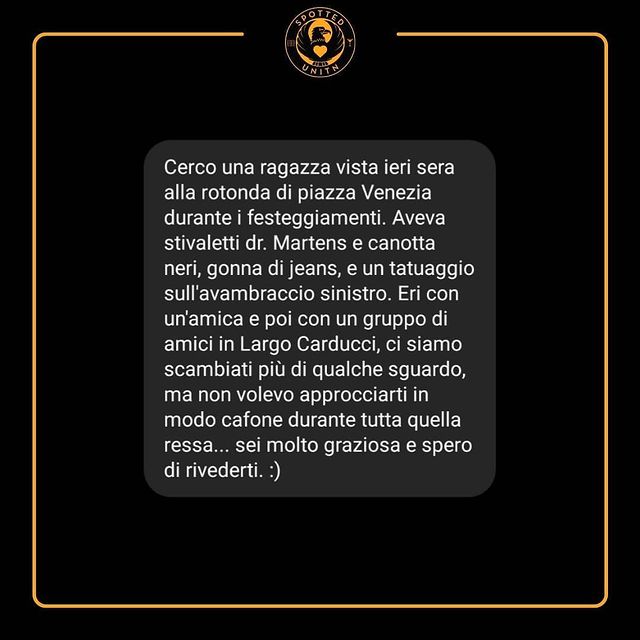 SPOTTED
UNITN
Cerco una ragazza vista ieri sera
alla rotonda di piazza Venezia
durante i festeggiamenti. Aveva
stivaletti dr. Martens e canotta
neri, gonna di jeans, e un tatuaggio
sull'avambraccio sinistro. Eri con
un'amica e poi con un gruppo di
amici in Largo Carducci, ci siamo
scambiati più di qualche sguardo,
ma non volevo approcciarti in
modo cafone durante tutta quella
ressa... sei molto graziosa e spero
di rivederti. :)